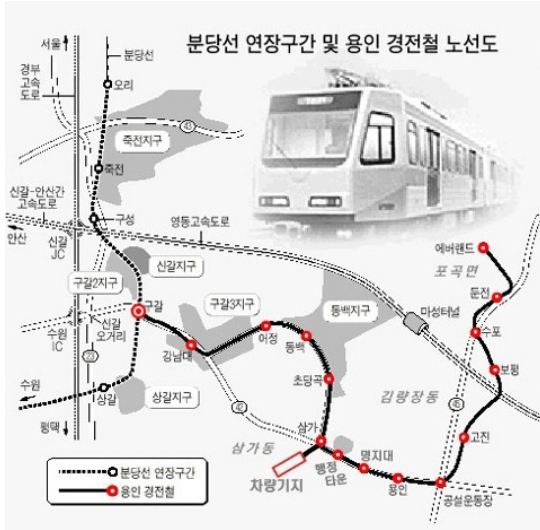 분당선 연장구간 및 용인 경전철 노선도
서울
분당선
경부
고속
도로
오리
죽전지구
43
죽전
신갈-안산간
고속도로
구성
안산
신갈
JC
영동고속도로
에버랜드
포곡면
신갈지구
구갈2지구
구갈
구갈3지구
동백지구
둔전
마성터널
수포
수원
IC
신갈
오거리
어정
동백
강남대
보평
23
초당곡
수원
상갈
상갈지구
42
김량장동
45
삼가
고진
삼가동
평택
차량기지
행정
타운
명지대
용인
공설운동장
분당선 연장구간
용인 경전철